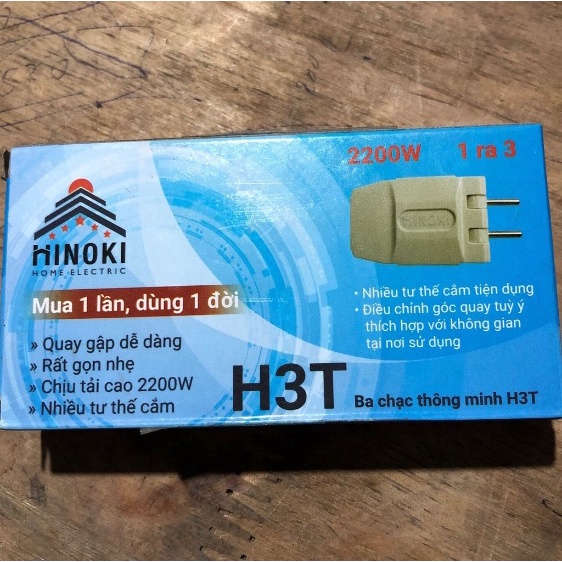 2200W 1 ra 3
HINOKI
HINOKI
HOME ELECTRIC
Mua 1 lần, dùng 1 đời
• Nhiều tư thế cắm tiện dụng
• Điều chỉnh góc quay tuỳ ý
thích hợp với không gian
tại nơi sử dụng
» Quay gập dễ dàng
» Rất gọn nhẹ
» Chịu tải cao 2200W
» Nhiều tư thế cắm
H3T
Ba chạc thông minh H3T